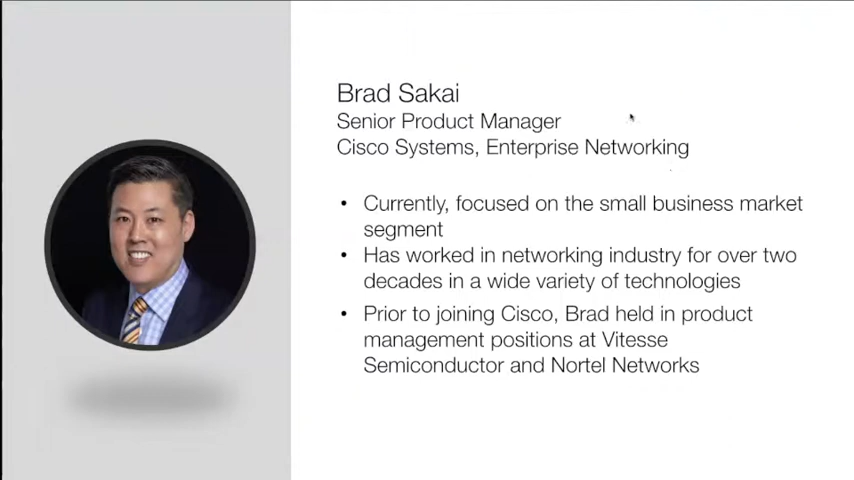 Brad Sakai
Senior Product Manager
Cisco Systems, Enterprise Networking
• Currently, focused on the small business market
segment
• Has worked in networking industry for over two
decades in a wide variety of technologies
• Prior to joining Cisco, Brad held in product
management positions at Vitesse
Semiconductor and Nortel Networks